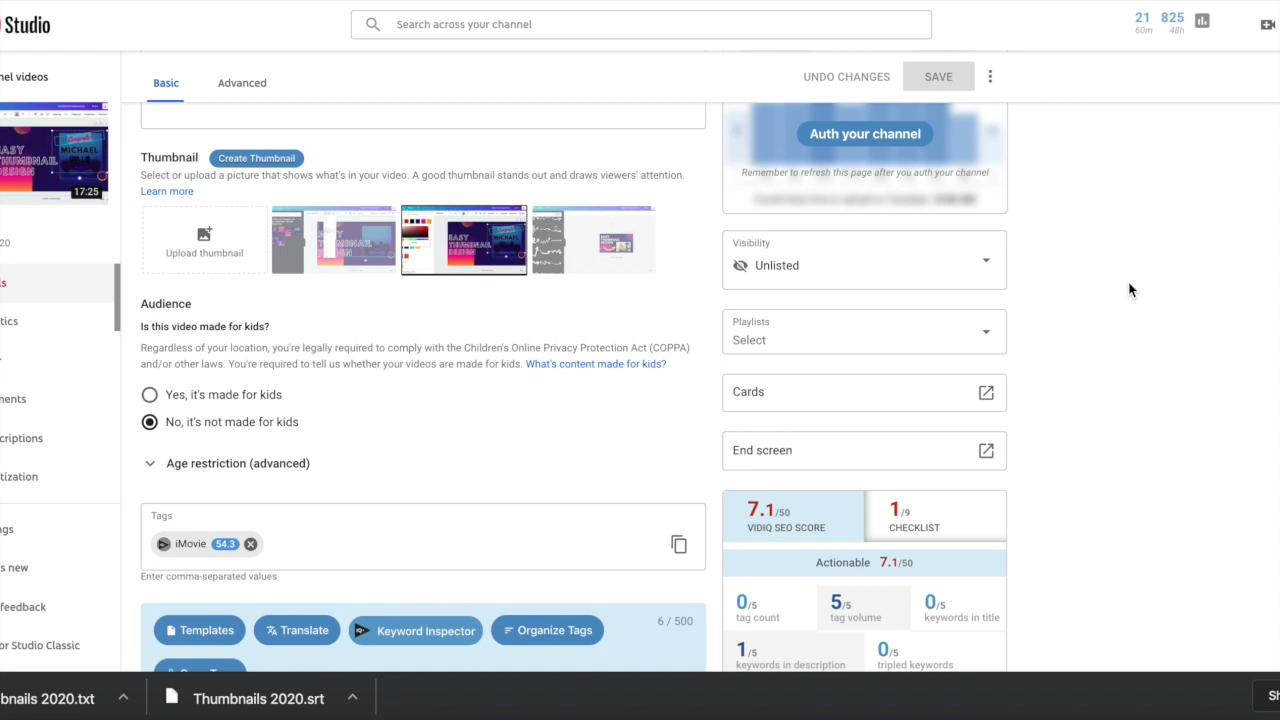 Studio
Search across your channel
21 825
60m 48h
nel videos
Basic
Advanced
UNDO CHANGES
SAVE
17:25
Thumbnail
Create Thumbnail
Select or upload a picture that shows what's in your video. A good thumbnail stands out and draws viewers' attention.
Learn more
Upload thumbnail
EASY
THUMBNAIL
DESIGN
Auth your channel
Remember to refresh this page after you auth your channel
Visibility
Unlisted
Playlists
Select
Cards
End screen
20
ls
tics
ments
criptions
tization
ngs
's new
feedback
or Studio Classic
Audience
Is this video made for kids?
Regardless of your location, you're legally required to comply with the Children's Online Privacy Protection Act (COPPA)
and/or other laws. You're required to tell us whether your videos are made for kids. What's content made for kids?
Yes, it's made for kids
No, it's not made for kids
Age restriction (advanced)
Tags
iMovie 54.3
Enter comma-separated values
Templates
Translate
Keyword Inspector
Organize Tags
6 / 500
7.1/50
VIDIQ SEO SCORE
1/9
CHECKLIST
Actionable 7.1/50
0/5
tag count
5/5
tag volume
0/5
keywords in title
1/5
keywords in description
0/5
tripled keywords
bnails 2020.txt
Thumbnails 2020.srt
Sh